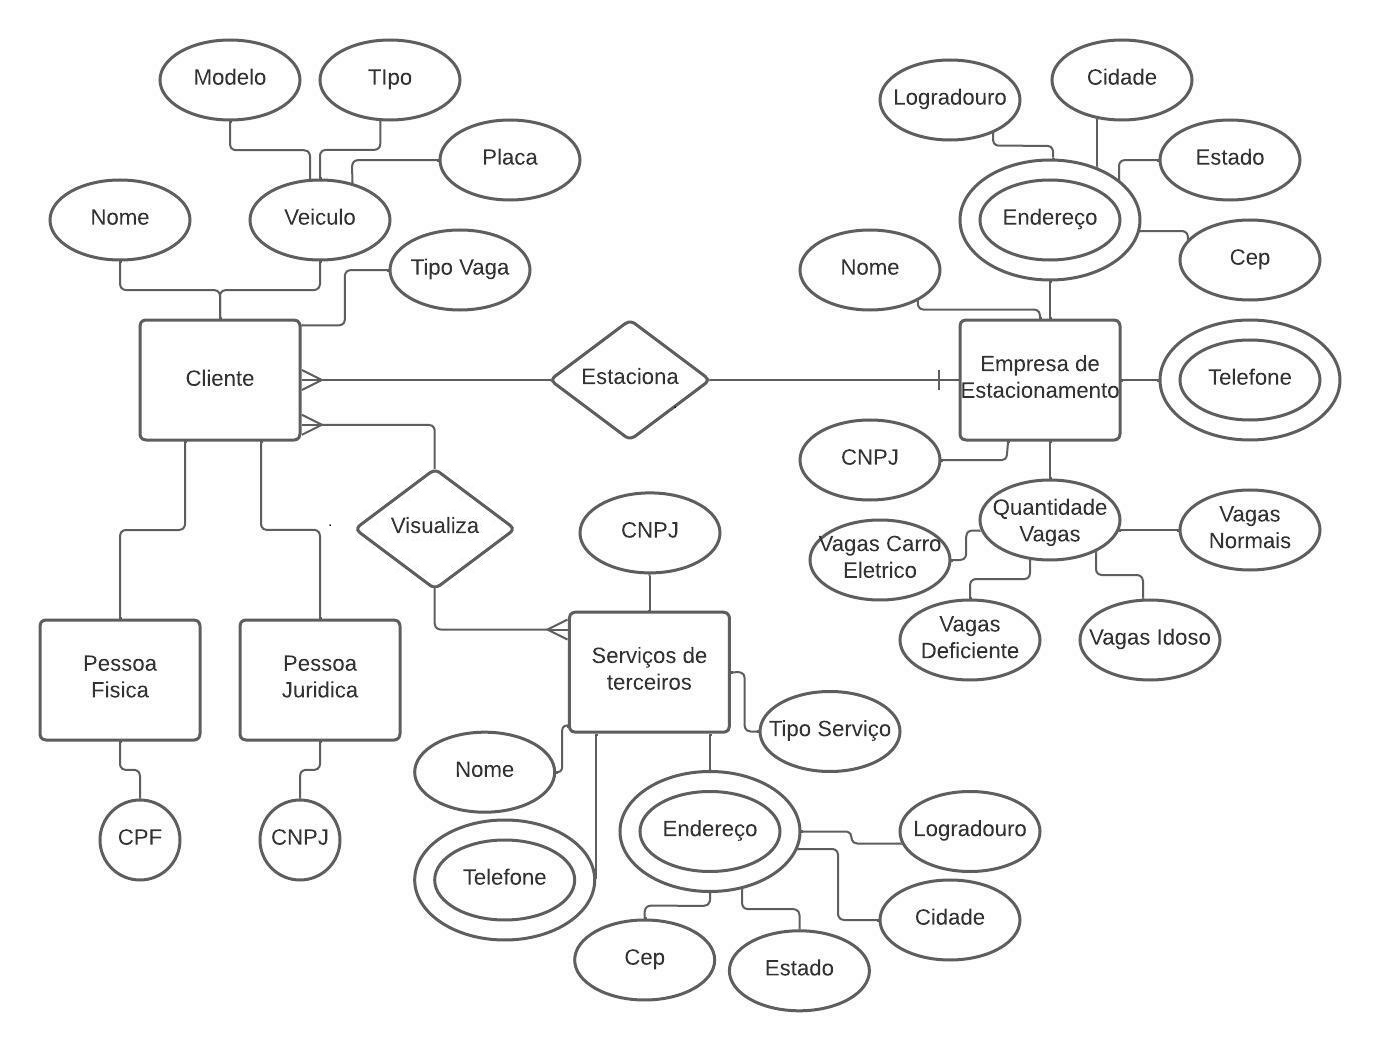 Modelo
TIpo
Placa
Nome
Veiculo
Tipo Vaga
Cliente
Estaciona
Logradouro
Cidade
Estado
Endereço
Cep
Nome
Empresa de
Estacionamento
Telefone
CNPJ
Quantidade
Vagas
Vagas Carro
Eletrico
Vagas
Normais
Vagas
Deficiente
Vagas Idoso
Visualiza
CNPJ
Pessoa
Fisica
Pessoa
Juridica
CPF
CNPJ
Serviços de
terceiros
Tipo Serviço
Nome
Telefone
Endereço
Logradouro
Cidade
Cep
Estado